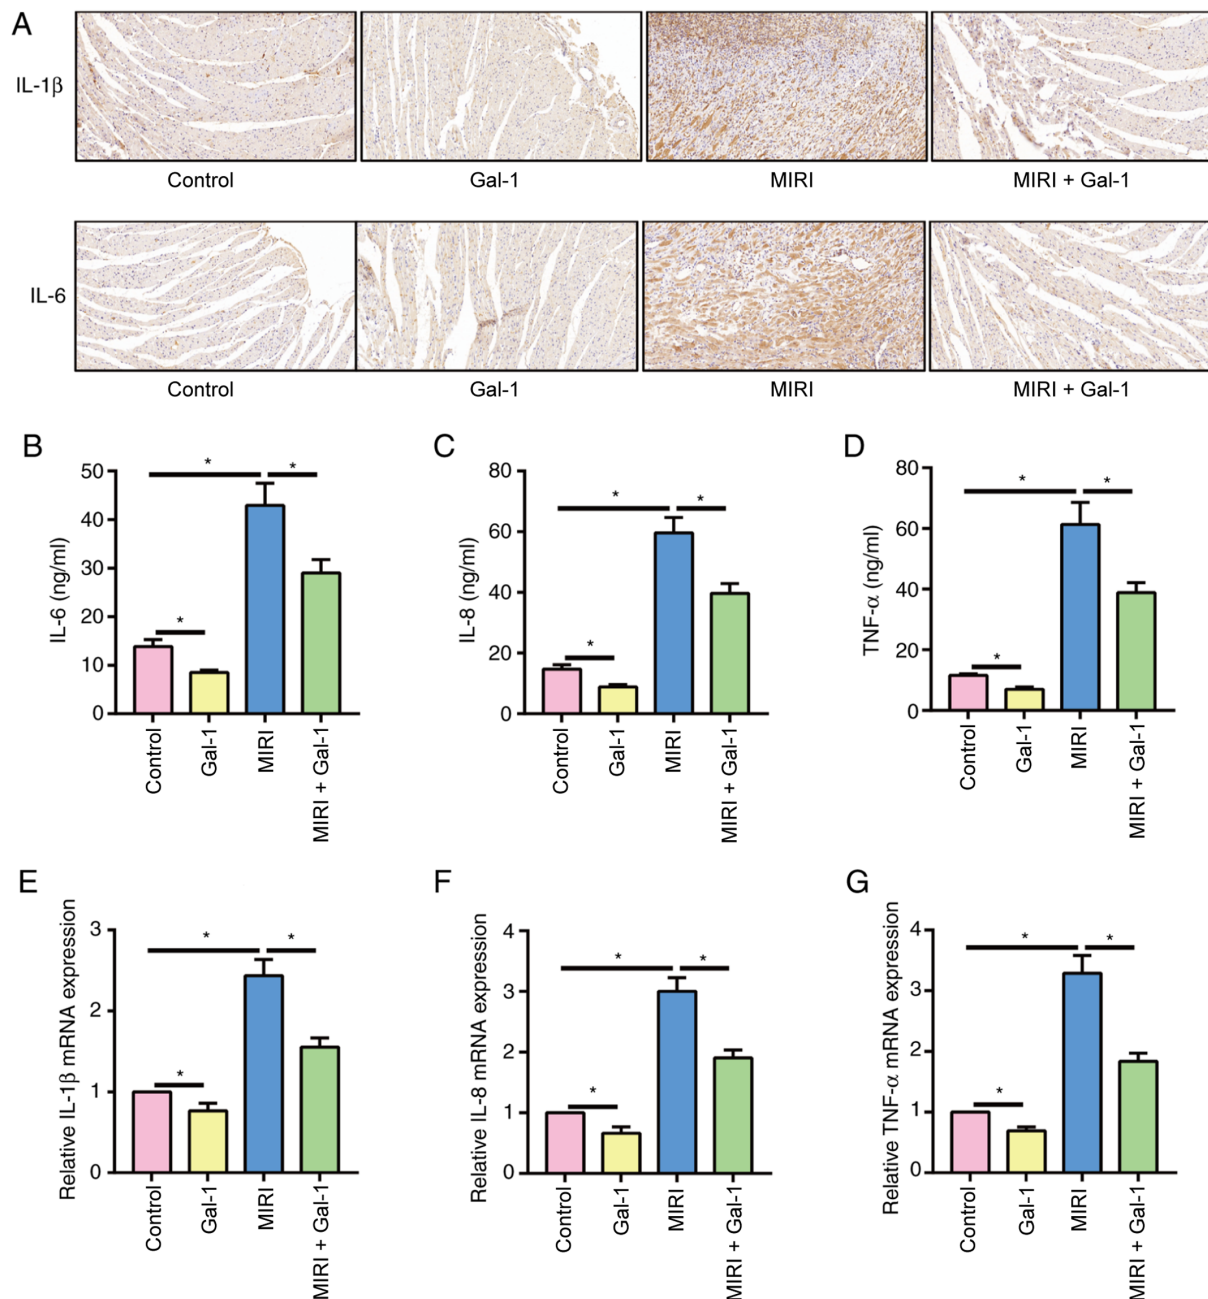 A
IL-1β
Control
Gal-1
MIRI
MIRI + Gal-1
IL-6
Control
Gal-1
MIRI
MIRI + Gal-1
B
IL-6 (ng/ml)
50
40
30
20
10
0
*
*
*
Control
Gal-1
MIRI
MIRI + Gal-1
C
IL-8 (ng/ml)
80
60
40
20
0
*
*
*
Control
Gal-1
MIRI
MIRI + Gal-1
D
TNF-α (ng/ml)
80
60
40
20
0
*
*
*
Control
Gal-1
MIRI
MIRI + Gal-1
E
Relative IL-1β mRNA expression
3
2
1
0
*
*
*
Control
Gal-1
MIRI
MIRI + Gal-1
F
Relative IL-8 mRNA expression
4
3
2
1
0
*
*
*
Control
Gal-1
MIRI
MIRI + Gal-1
G
Relative TNF-α mRNA expression
4
3
2
1
0
*
*
*
Control
Gal-1
MIRI
MIRI + Gal-1